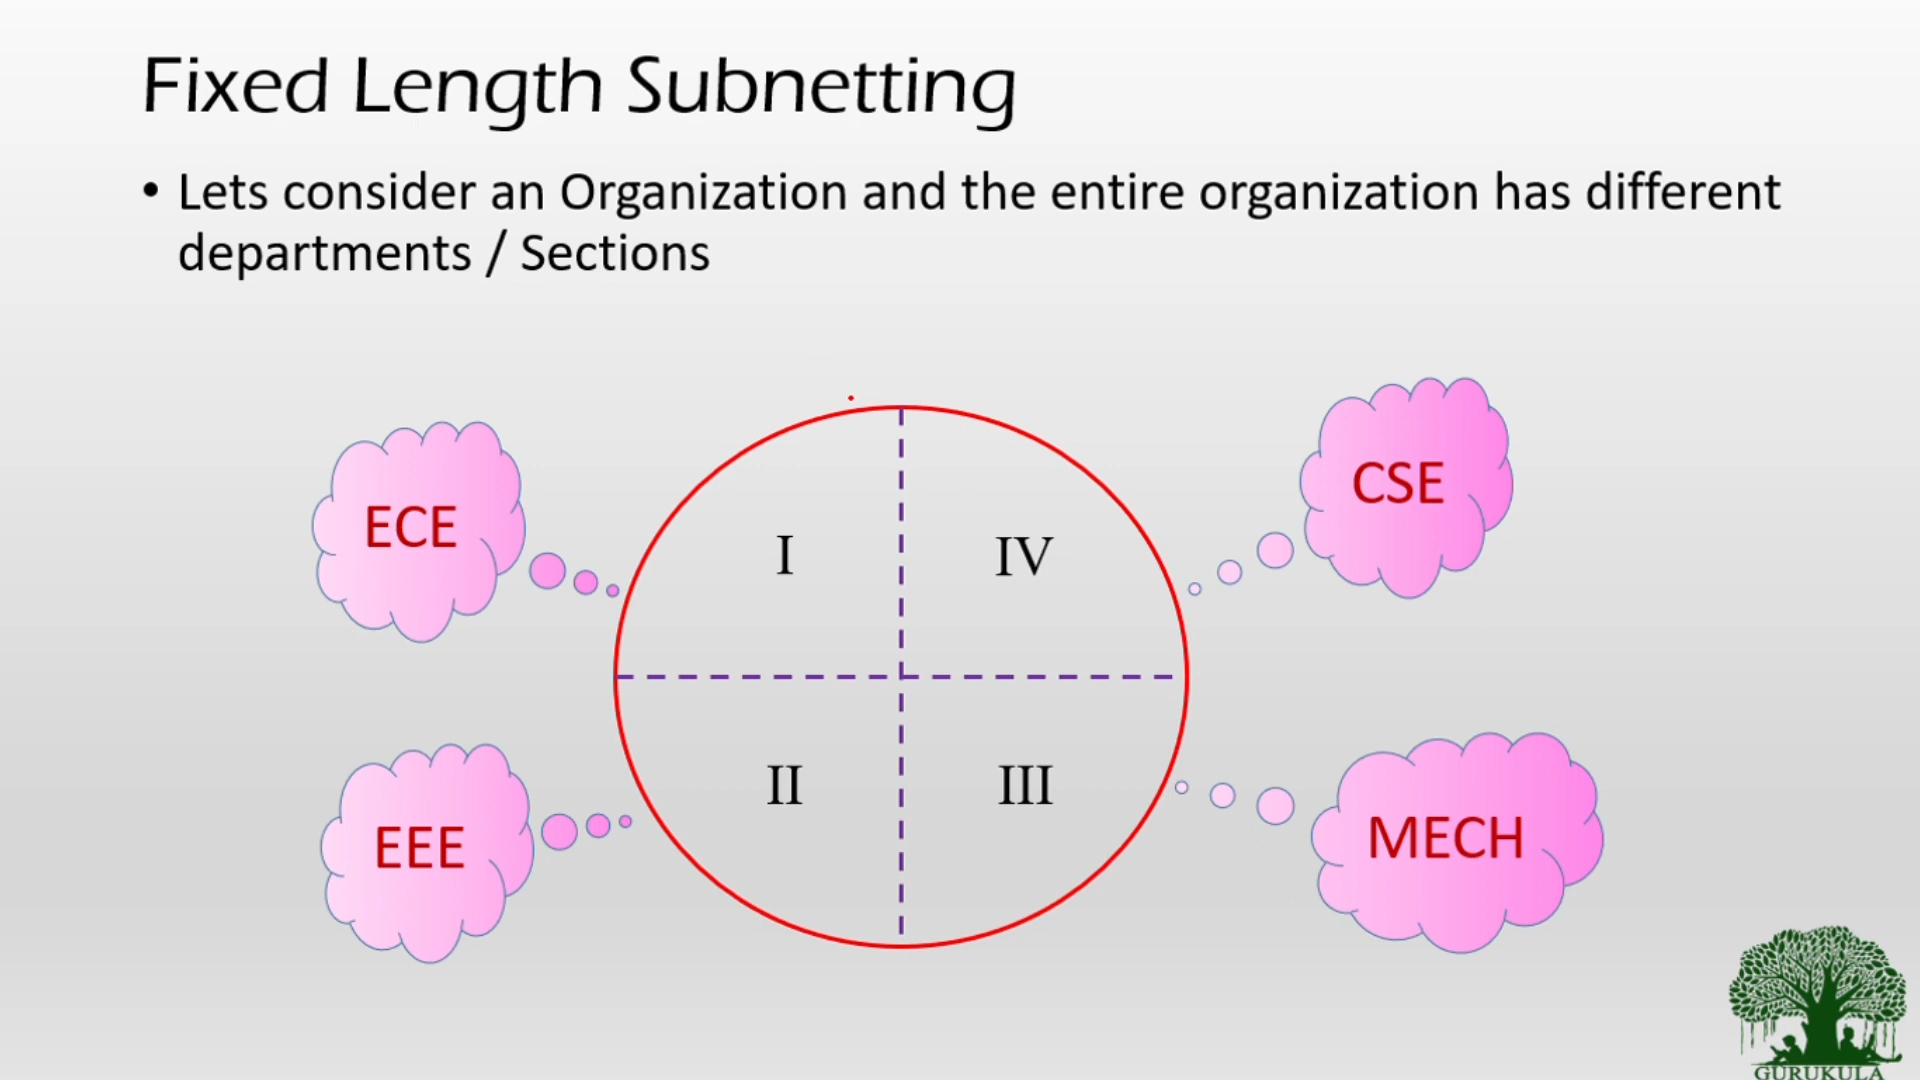 Fixed Length Subnetting
• Lets consider an Organization and the entire organization has different
departments / Sections
ECE
CSE
I
IV
II
III
EEE
MECH
GURUKULA